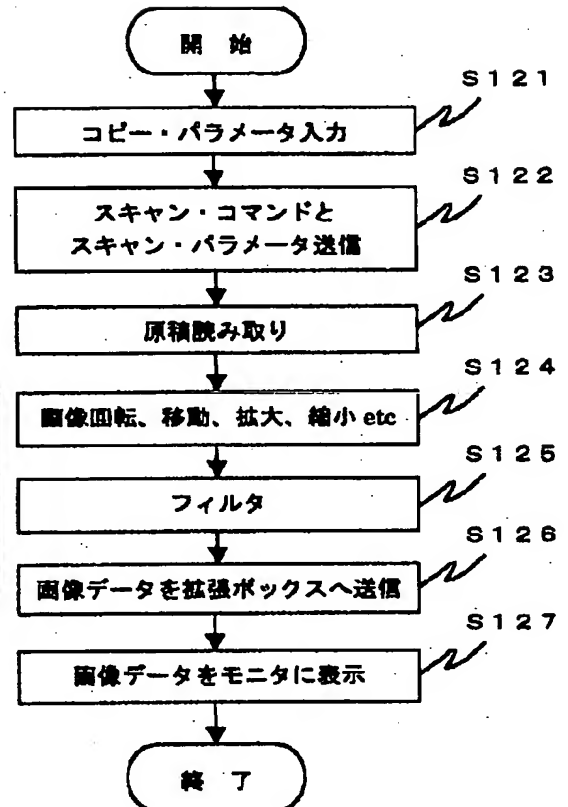 開 始
S121
コピー・パラメータ入力
S122
スキャン・コマンドと
スキャン・パラメータ送信
S123
原稿読み取り
S124
画像回転、移動、拡大、縮小 etc
S125
フィルタ
S126
画像データを拡張ボックスへ送信
S127
画像データをモニタに表示
終 了